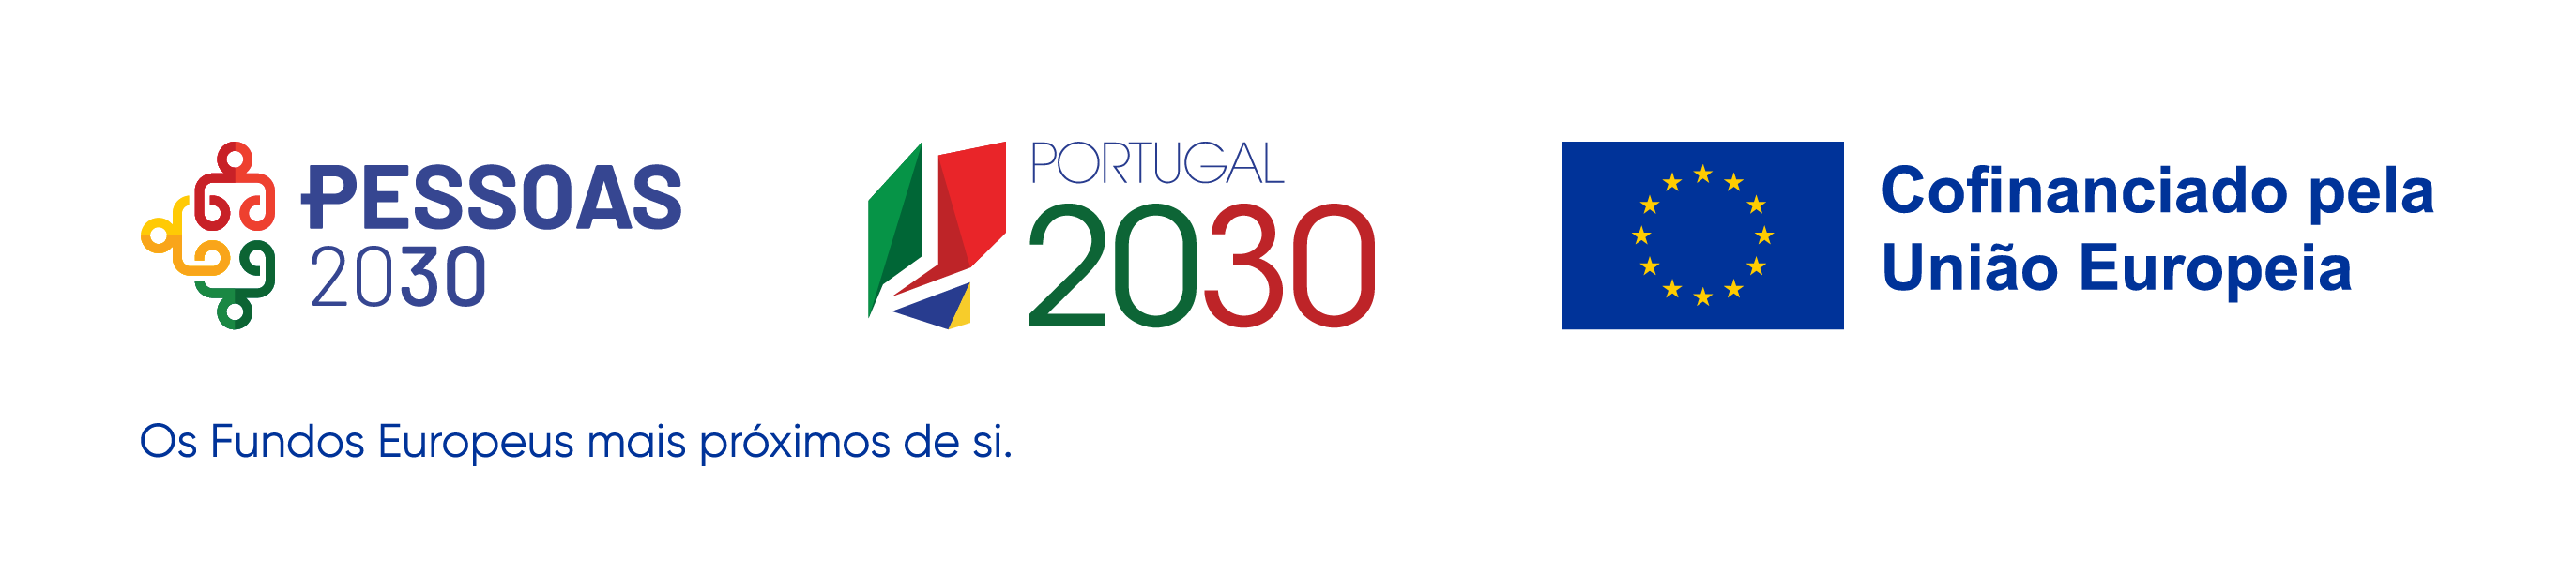 PESSOAS
2030
PORTUGAL
2030
Cofinanciado pela
União Europeia
Os Fundos Europeus mais próximos de si.